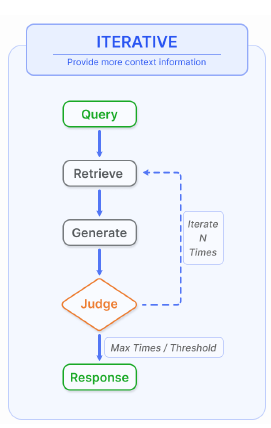 ITERATIVE
Provide more context information
Query
Retrieve
Generate
Iterate
N
Times
Judge
Max Times / Threshold
Response